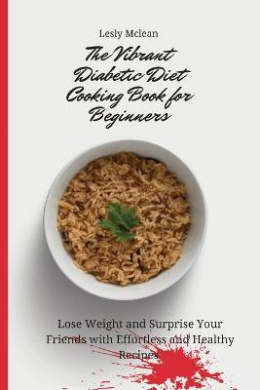 Lesly Mclean
The Vibrant
Diabetic Diet
Cooking Book for
Beginners
Lose Weight and Surprise Your
Friends with Effortless and Healthy
Recipes